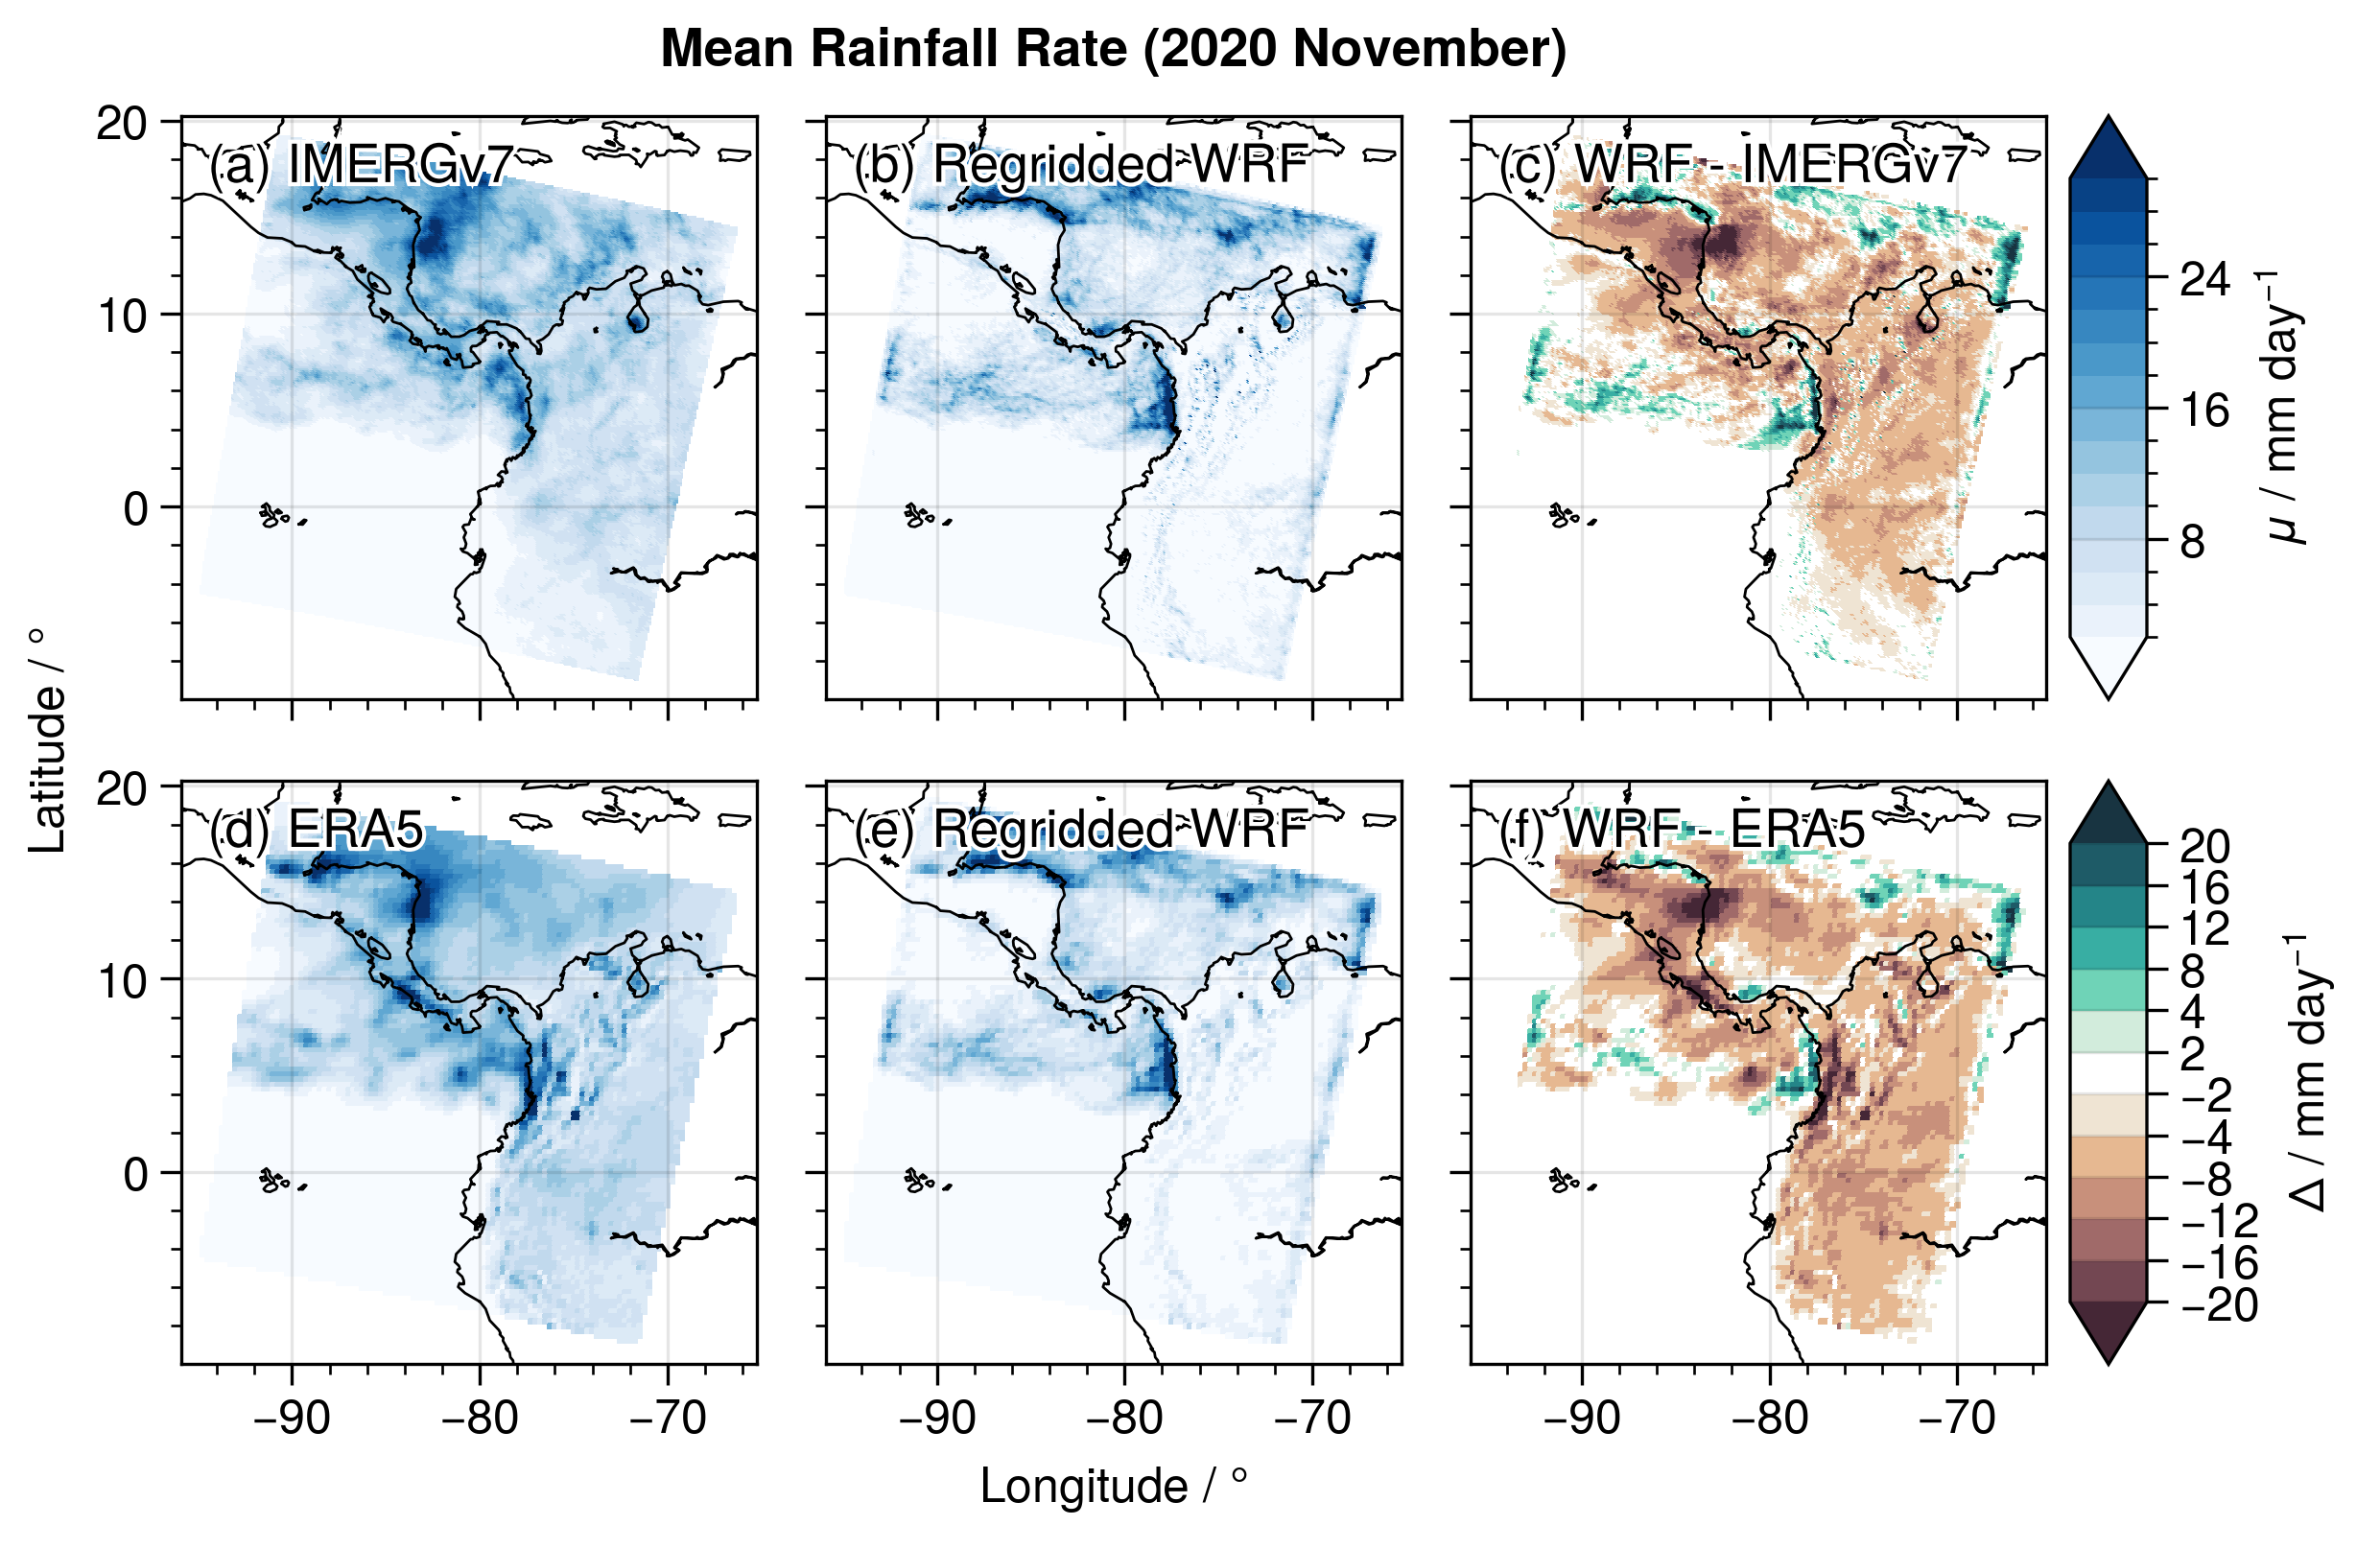 Mean Rainfall Rate (2020 November)
(a) IMERGv7
(b) Regridded WRF
(c) WRF - IMERGv7
20
10
0
24
16
8
μ / mm day⁻¹
Latitude / °
(d) ERA5
(e) Regridded WRF
(f) WRF - ERA5
20
10
0
20
16
12
8
4
2
−2
−4
−8
−12
−16
−20
Δ / mm day⁻¹
−90 −80 −70
−90 −80 −70
−90 −80 −70
Longitude / °